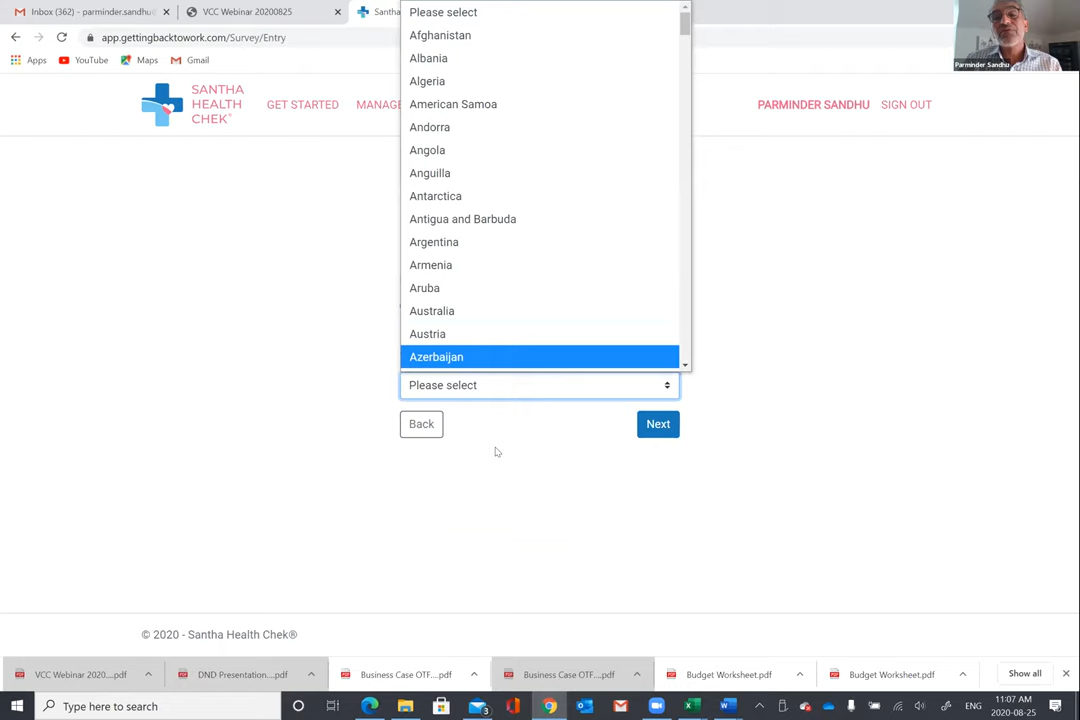 Inbox (362) - parminder.sandhu
VCC Webinar 20200825
Santha
app.gettingbacktowork.com/Survey/Entry
Apps
YouTube
Maps
Gmail
Parminder Sandhu
SANTHA
HEALTH
CHEK
GET STARTED
MANAGE
PARMINDER SANDHU
SIGN OUT
Please select
Afghanistan
Albania
Algeria
American Samoa
Andorra
Angola
Anguilla
Antarctica
Antigua and Barbuda
Argentina
Armenia
Aruba
Australia
Austria
Azerbaijan
Please select
Back
Next
© 2020 - Santha Health Chek®
VCC Webinar 2020....pdf
DND Presentation....pdf
Business Case OTF....pdf
Business Case OTF....pdf
Budget Worksheet.pdf
Budget Worksheet.pdf
Show all
Type here to search
3
ENG
11:07 AM
2020-08-25